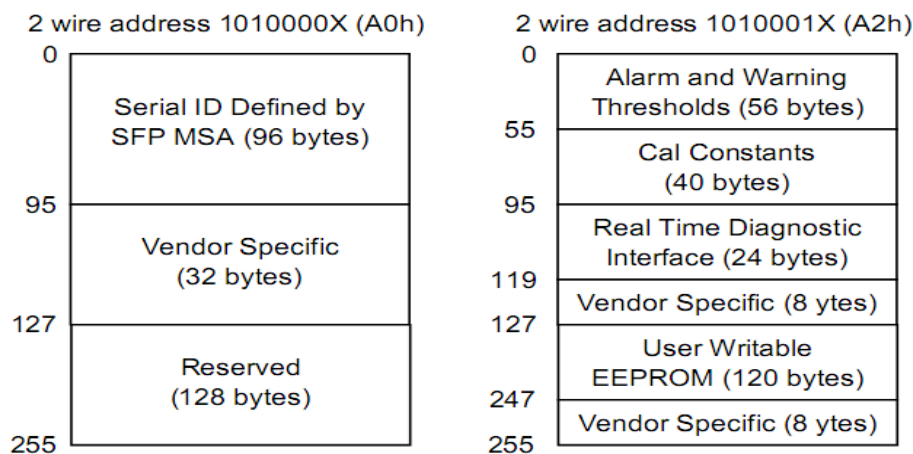 2 wire address 1010000X (A0h)
0
Serial ID Defined by
SFP MSA (96 bytes)
95
Vendor Specific
(32 bytes)
127
Reserved
(128 bytes)
255
2 wire address 1010001X (A2h)
0
Alarm and Warning
Thresholds (56 bytes)
55
Cal Constants
(40 bytes)
95
Real Time Diagnostic
Interface (24 bytes)
119
Vendor Specific (8 ytes)
127
User Writable
EEPROM (120 bytes)
247
Vendor Specific (8 ytes)
255